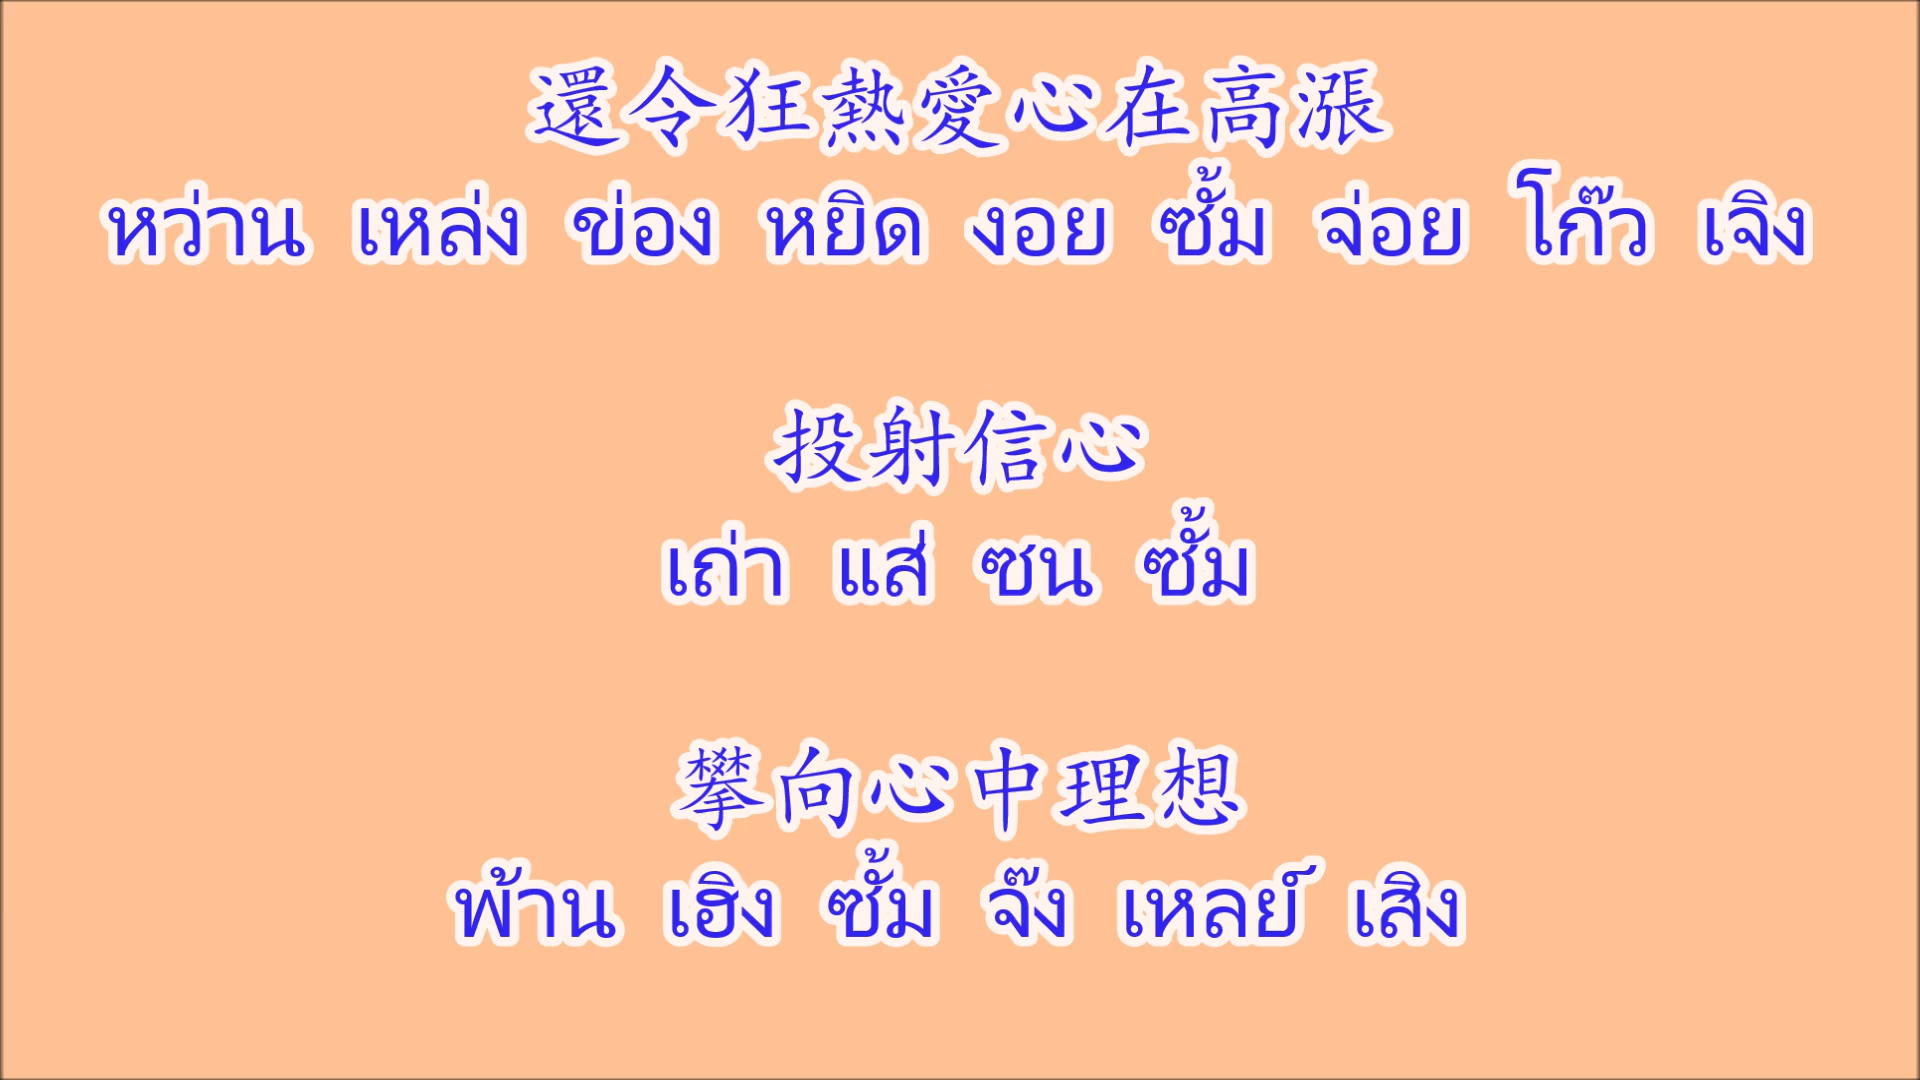 還令狂熱愛心在高漲
หว่าน เหล่ง ข่อง หยิด งอย ซั้ม จ่อย โก๊ว เจิง
投射信心
เถ่า แส่ ซน ซั้ม
攀向心中理想
พ้าน เฮิง ซั้ม จ๊ง เหลย์ เสิง